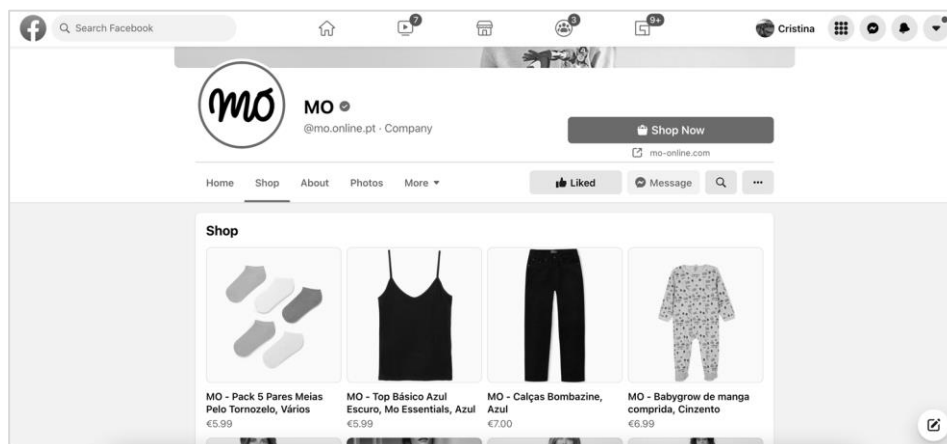 Search Facebook
7
3
9+
Cristina
mo
MO
@mo.online.pt · Company
Shop Now
mo-online.com
Home Shop About Photos More
Liked Message
Shop
MO - Pack 5 Pares Meias
Pelo Tornozelo, Vários
€5.99
MO - Top Básico Azul
Escuro, Mo Essentials, Azul
€5.99
MO - Calças Bombazine,
Azul
€7.00
MO - Babygrow de manga
comprida, Cinzento
€6.99